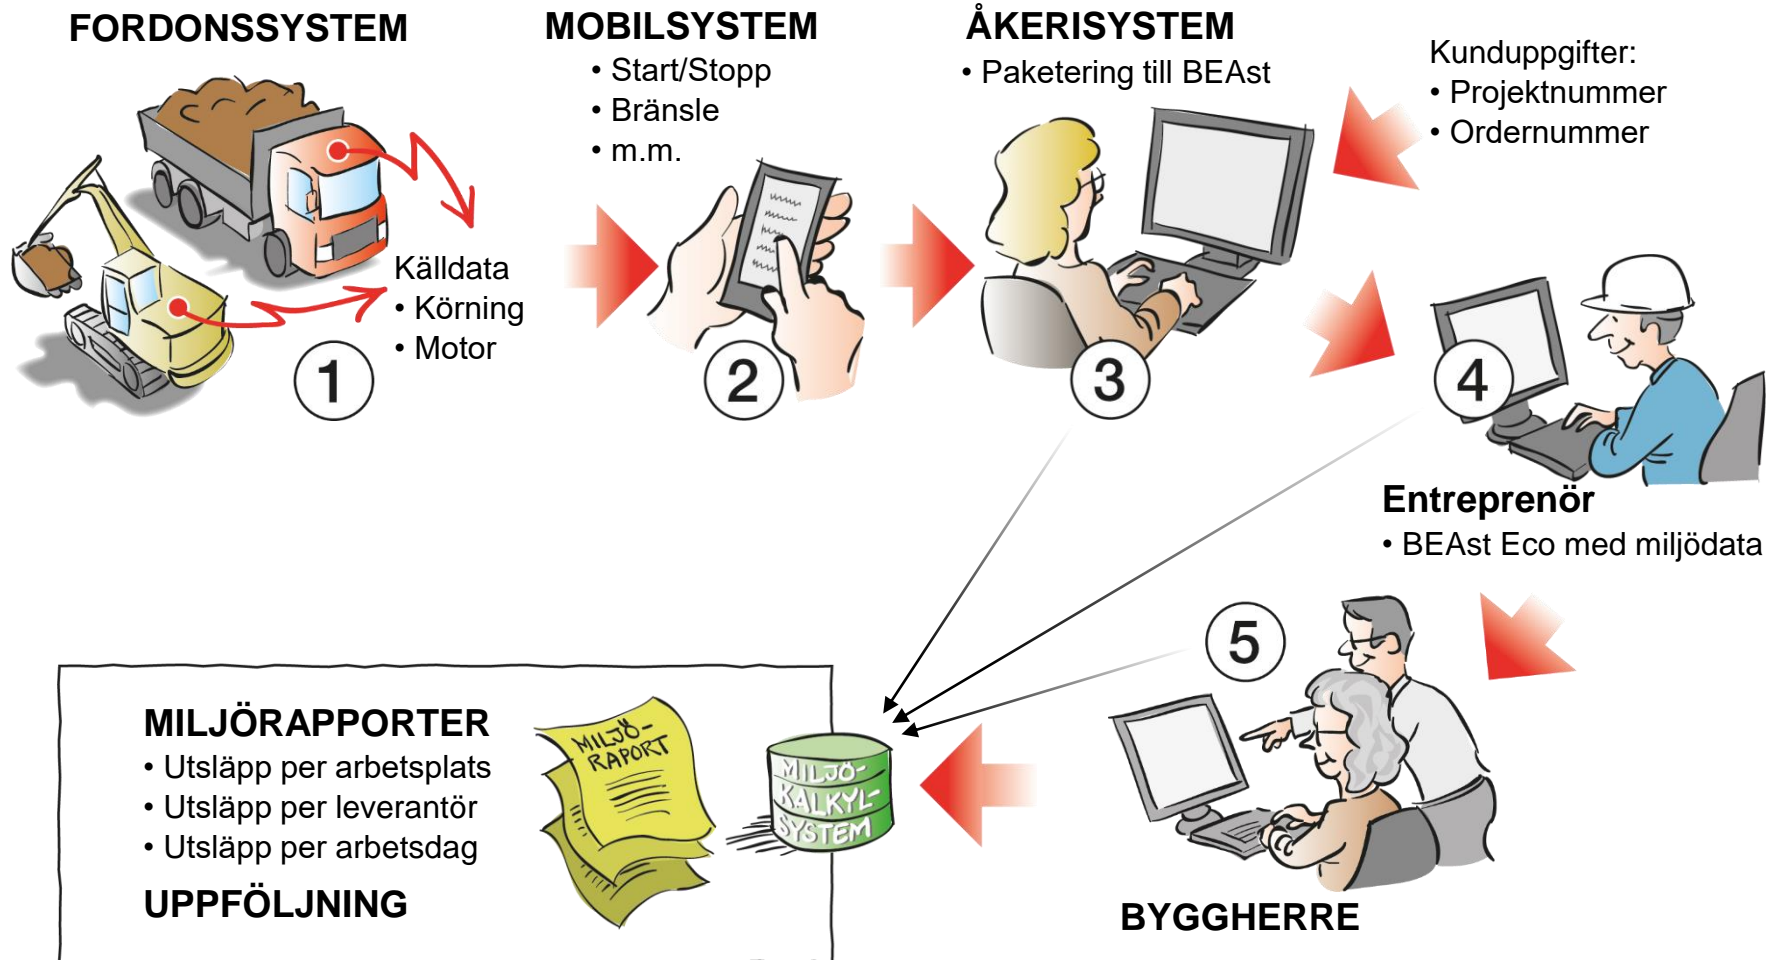 FORDONSSYSTEM
Källdata
• Körning
• Motor
1
MOBILSYSTEM
• Start/Stopp
• Bränsle
• m.m.
2
ÅKERISYSTEM
• Paketering till BEAst
3
Kunduppgifter:
• Projektnummer
• Ordernummer
4
Entreprenör
• BEAst Eco med miljödata
5
BYGGHERRE
MILJÖ-
KALKYL-
SYSTEM
MILJÖ-
RAPORT
MILJÖRAPPORTER
• Utsläpp per arbetsplats
• Utsläpp per leverantör
• Utsläpp per arbetsdag
UPPFÖLJNING